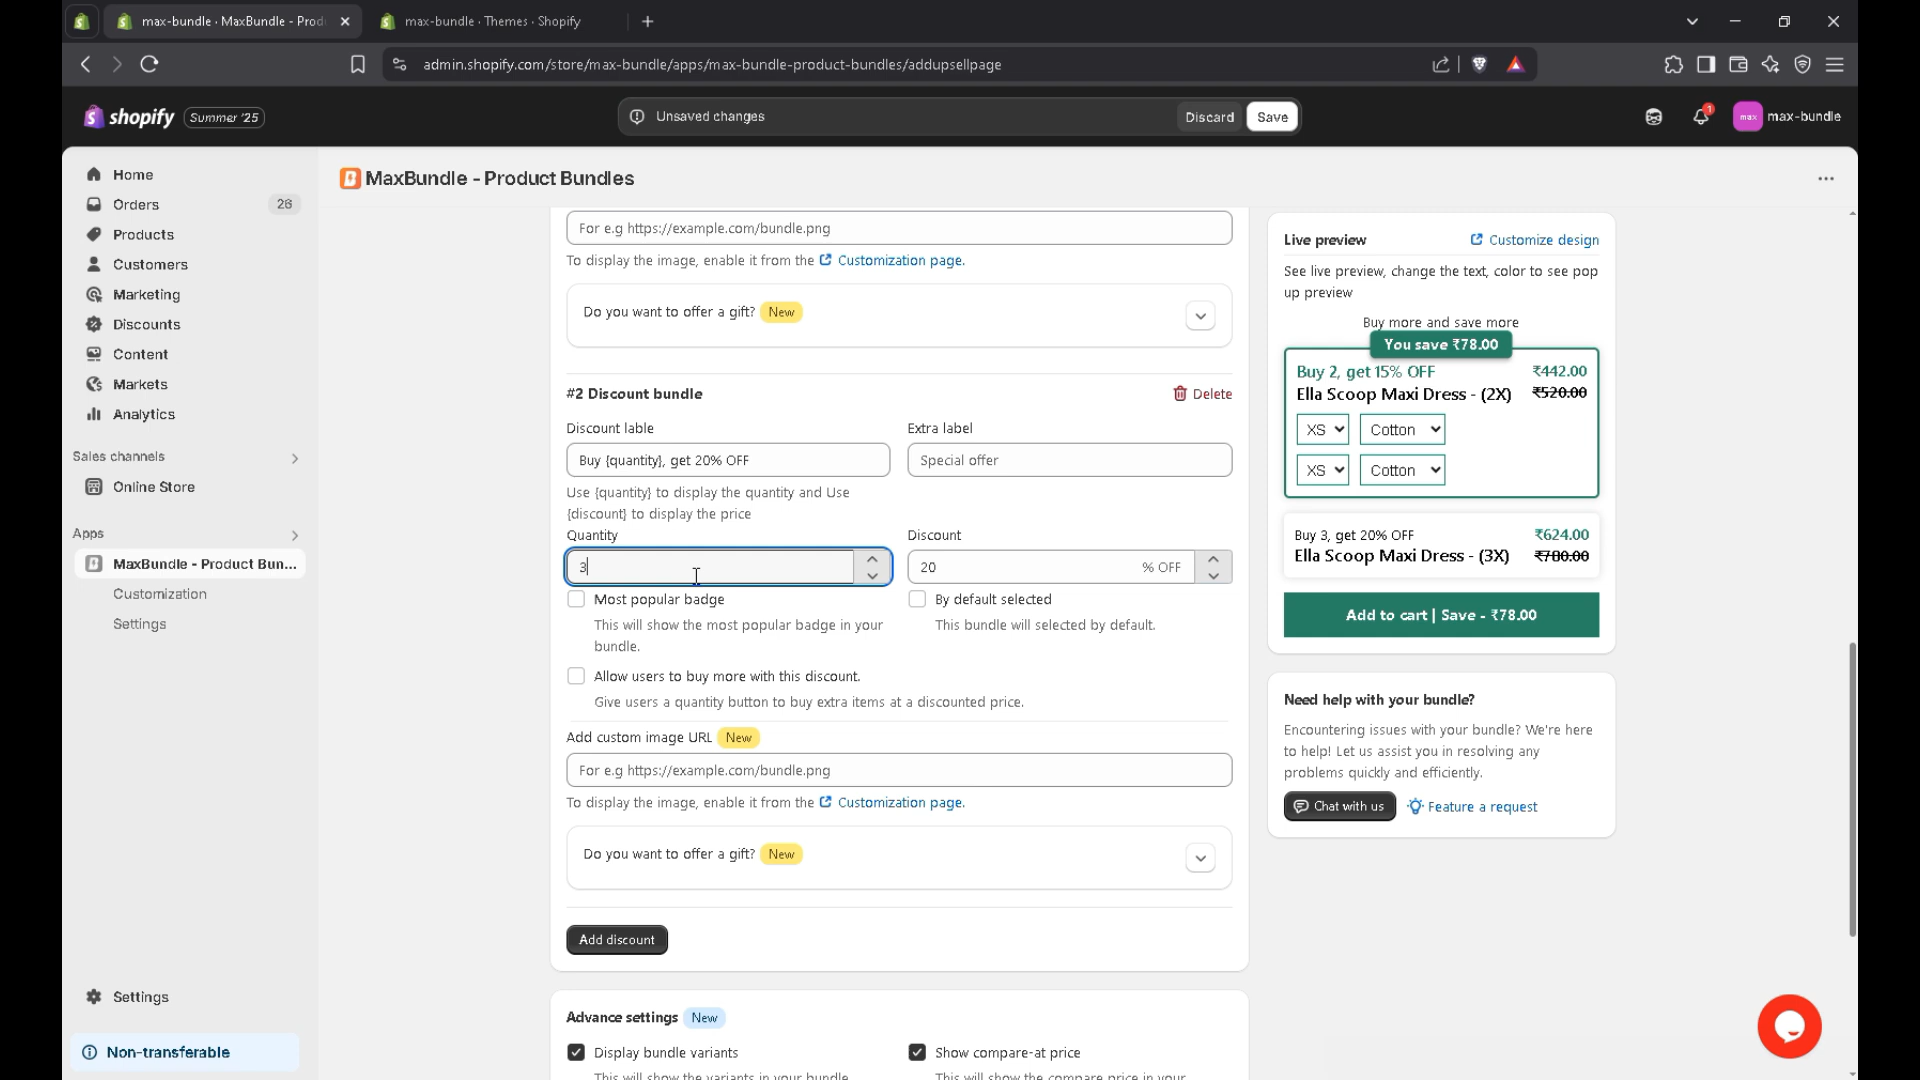 max-bundle · MaxBundle - Prod
max-bundle · Themes · Shopify
admin.shopify.com/store/max-bundle/apps/max-bundle-product-bundles/addupsellpage
shopify
Summer '25
Unsaved changes
Discard
Save
1
max
max-bundle
Home
Orders
26
Products
Customers
Marketing
Discounts
Content
Markets
Analytics
Sales channels
Online Store
Apps
MaxBundle - Product Bun...
Customization
Settings
Settings
Non-transferable
MaxBundle - Product Bundles
For e.g https://example.com/bundle.png
To display the image, enable it from the Customization page.
Do you want to offer a gift? New
#2 Discount bundle
Delete
Discount lable
Extra label
Buy {quantity}, get 20% OFF
Special offer
Use {quantity} to display the quantity and Use
{discount} to display the price
Quantity
Discount
3
20
% OFF
Most popular badge
By default selected
This will show the most popular badge in your
bundle.
This bundle will selected by default.
Allow users to buy more with this discount.
Give users a quantity button to buy extra items at a discounted price.
Add custom image URL New
For e.g https://example.com/bundle.png
To display the image, enable it from the Customization page.
Do you want to offer a gift? New
Add discount
Advance settings New
Display bundle variants
Show compare-at price
This will show the variants in your bundle
This will show the compare price in your
Live preview
Customize design
See live preview, change the text, color to see pop
up preview
Buy more and save more
You save ₹78.00
Buy 2, get 15% OFF
₹442.00
Ella Scoop Maxi Dress - (2X)
₹520.00
XS
Cotton
XS
Cotton
Buy 3, get 20% OFF
₹624.00
Ella Scoop Maxi Dress - (3X)
₹780.00
Add to cart | Save - ₹78.00
Need help with your bundle?
Encountering issues with your bundle? We're here
to help! Let us assist you in resolving any
problems quickly and efficiently.
Chat with us
Feature a request